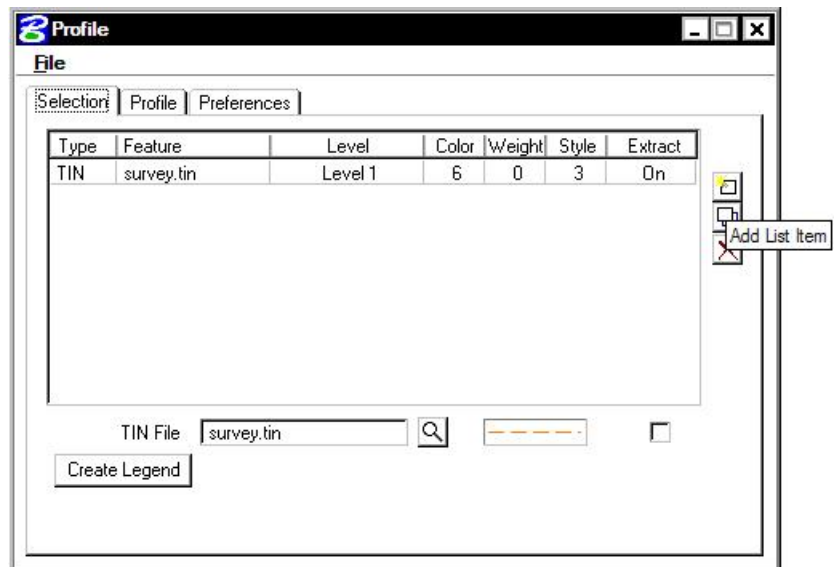 Profile
File
Selection Profile Preferences
Type Feature Level Color Weight Style Extract
TIN survey.tin Level 1 6 0 3 On
Add List Item
TIN File survey.tin
Create Legend